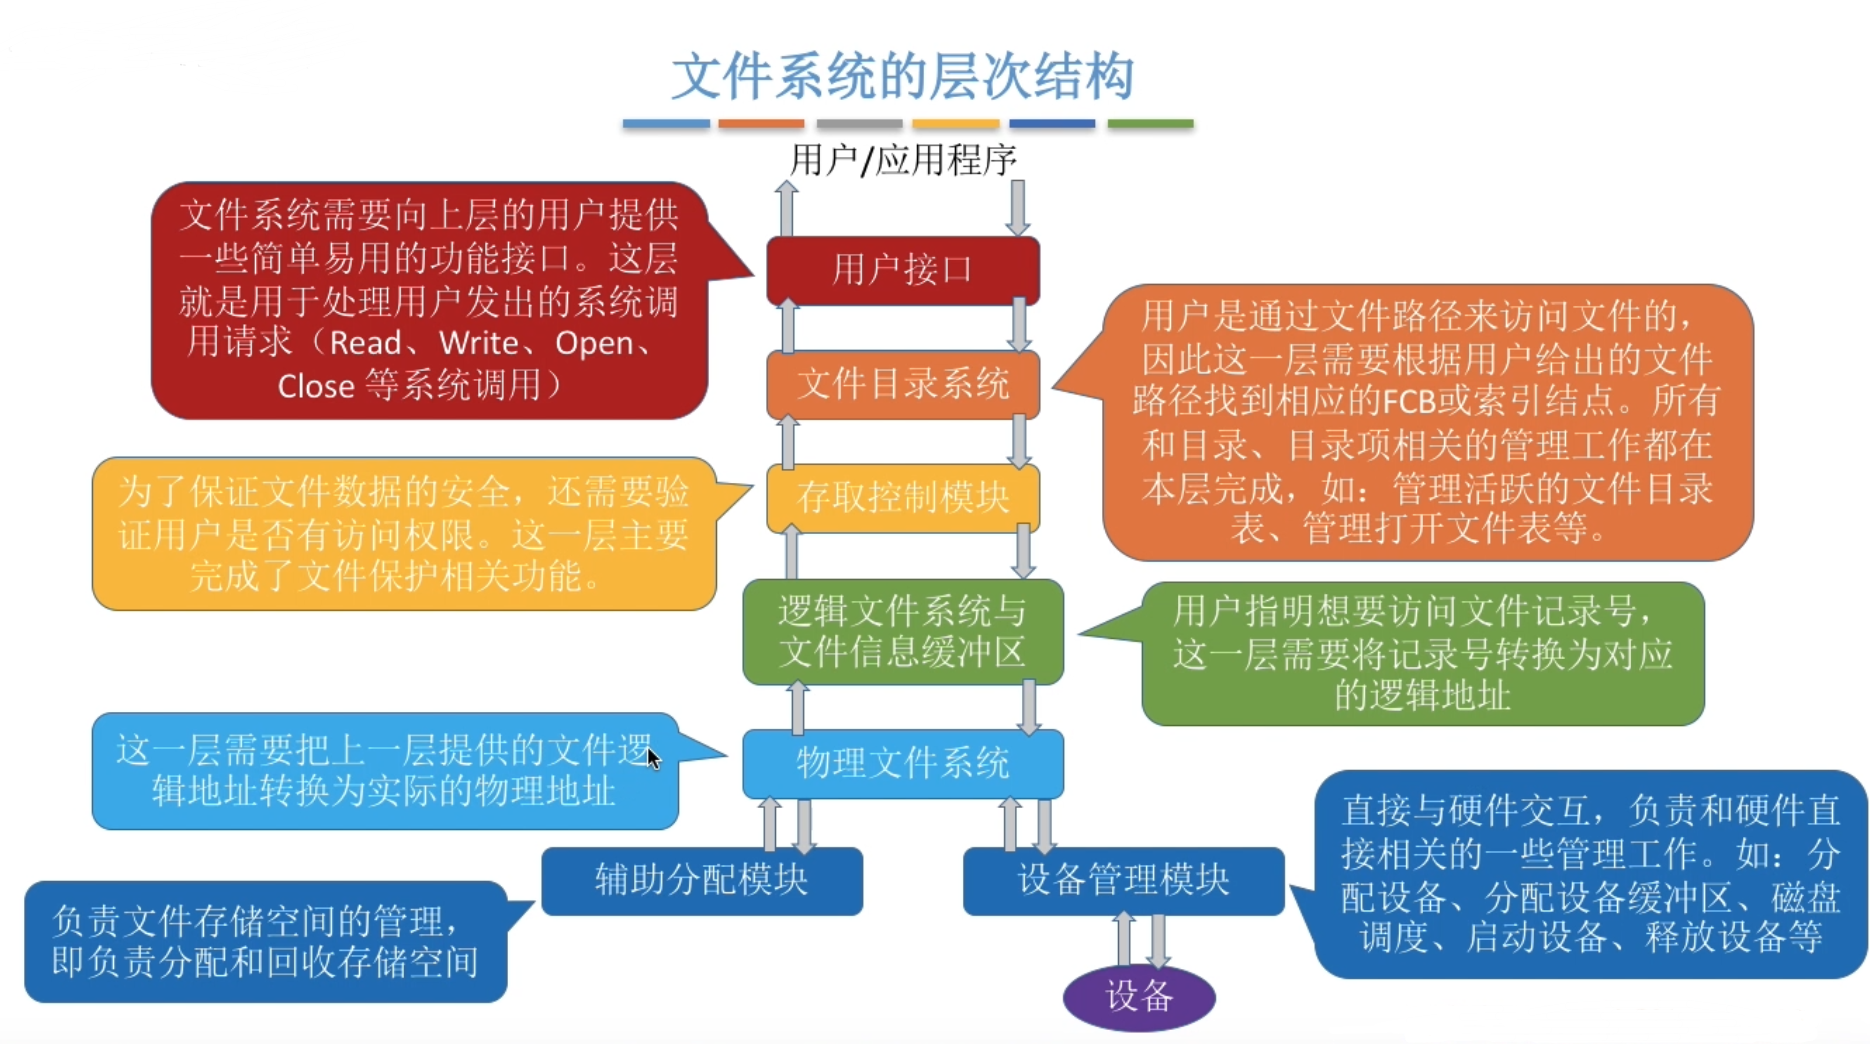 文件系统的层次结构
用户/应用程序
文件系统需要向上层的用户提供
一些简单易用的功能接口。这层
就是用于处理用户发出的系统调
用请求（Read、Write、Open、
Close 等系统调用）
用户接口
用户是通过文件路径来访问文件的，
因此这一层需要根据用户给出的文件
路径找到相应的FCB或索引结点。所有
和目录、目录项相关的管理工作都在
本层完成，如：管理活跃的文件目录
表、管理打开文件表等。
文件目录系统
为了保证文件数据的安全，还需要验
证用户是否有访问权限。这一层主要
完成了文件保护相关功能。
存取控制模块
逻辑文件系统与
文件信息缓冲区
用户指明想要访问文件记录号，
这一层需要将记录号转换为对应
的逻辑地址
这一层需要把上一层提供的文件逻
辑地址转换为实际的物理地址
物理文件系统
辅助分配模块
设备管理模块
直接与硬件交互，负责和硬件直
接相关的一些管理工作。如：分
配设备、分配设备缓冲区、磁盘
调度、启动设备、释放设备等
负责文件存储空间的管理，
即负责分配和回收存储空间
设备